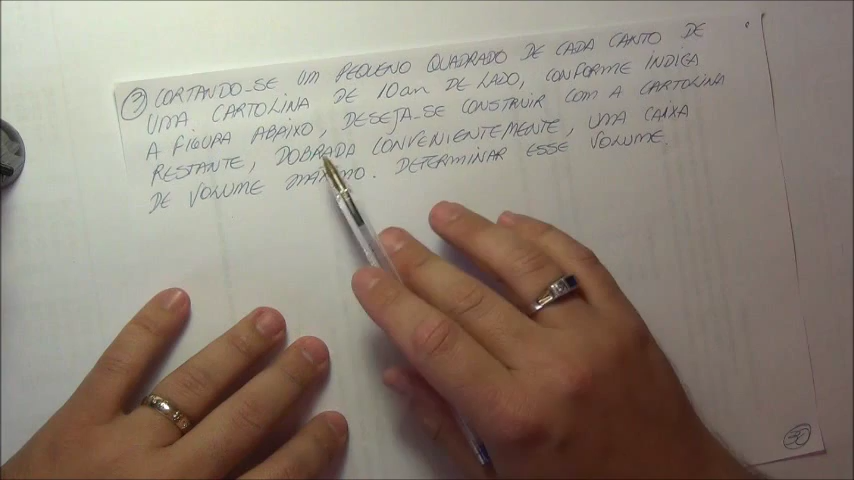 3 CORTANDO-SE UM PEQUENO QUADRADO DE CADA CANTO DE
UMA CARTOLINA DE 10cm DE LADO, CONFORME INDICA
A FIGURA ABAIXO, DESEJA-SE CONSTRUIR COM A CARTOLINA
RESTANTE, DOBRADA CONVENIENTEMENTE, UMA CAIXA
DE VOLUME MÁXIMO. DETERMINAR ESSE VOLUME.